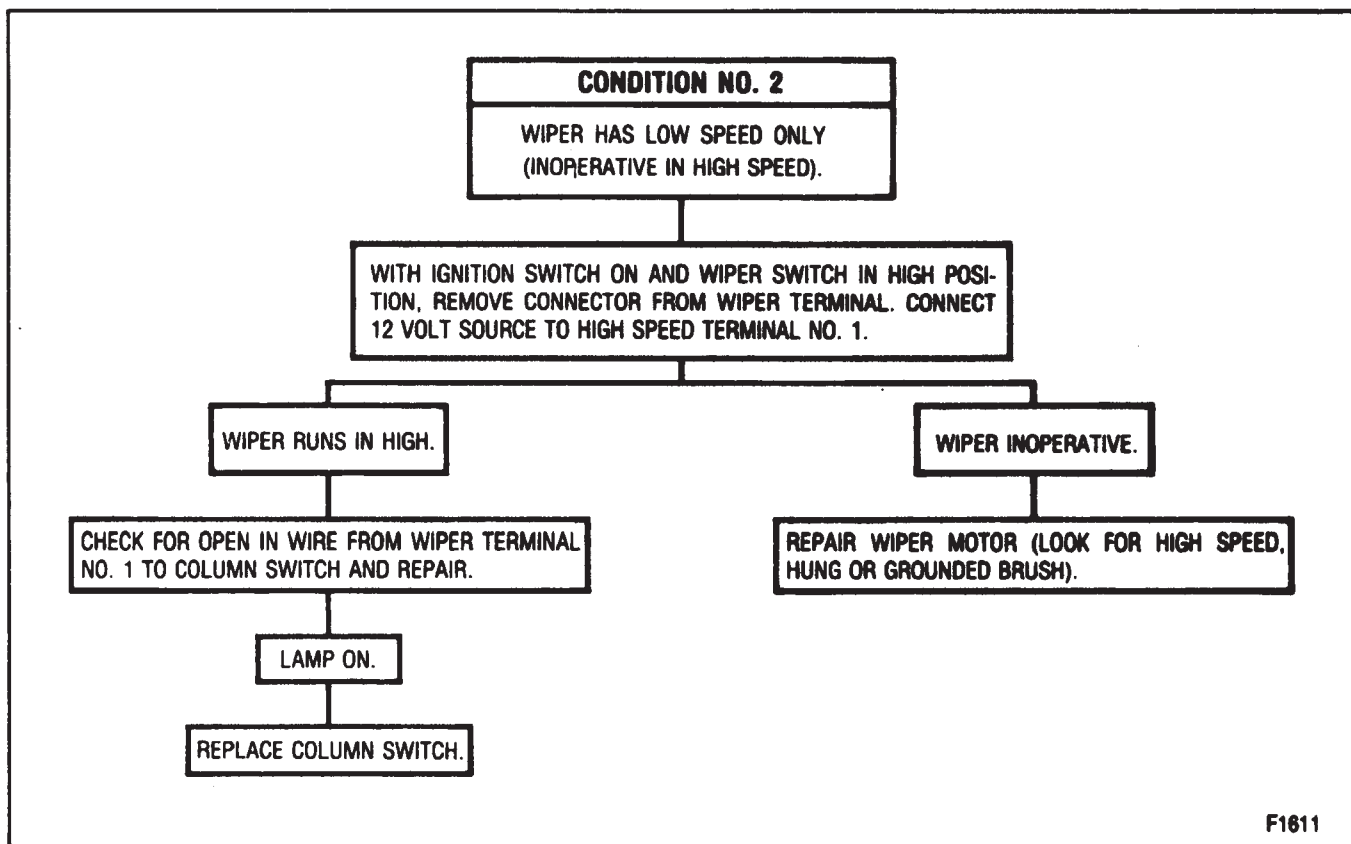 CONDITION NO. 2
WIPER HAS LOW SPEED ONLY
(INOPERATIVE IN HIGH SPEED).
WITH IGNITION SWITCH ON AND WIPER SWITCH IN HIGH POSI-
TION, REMOVE CONNECTOR FROM WIPER TERMINAL. CONNECT
12 VOLT SOURCE TO HIGH SPEED TERMINAL NO. 1.
WIPER RUNS IN HIGH.
WIPER INOPERATIVE.
CHECK FOR OPEN IN WIRE FROM WIPER TERMINAL
NO. 1 TO COLUMN SWITCH AND REPAIR.
REPAIR WIPER MOTOR (LOOK FOR HIGH SPEED,
HUNG OR GROUNDED BRUSH).
LAMP ON.
REPLACE COLUMN SWITCH.
F1611